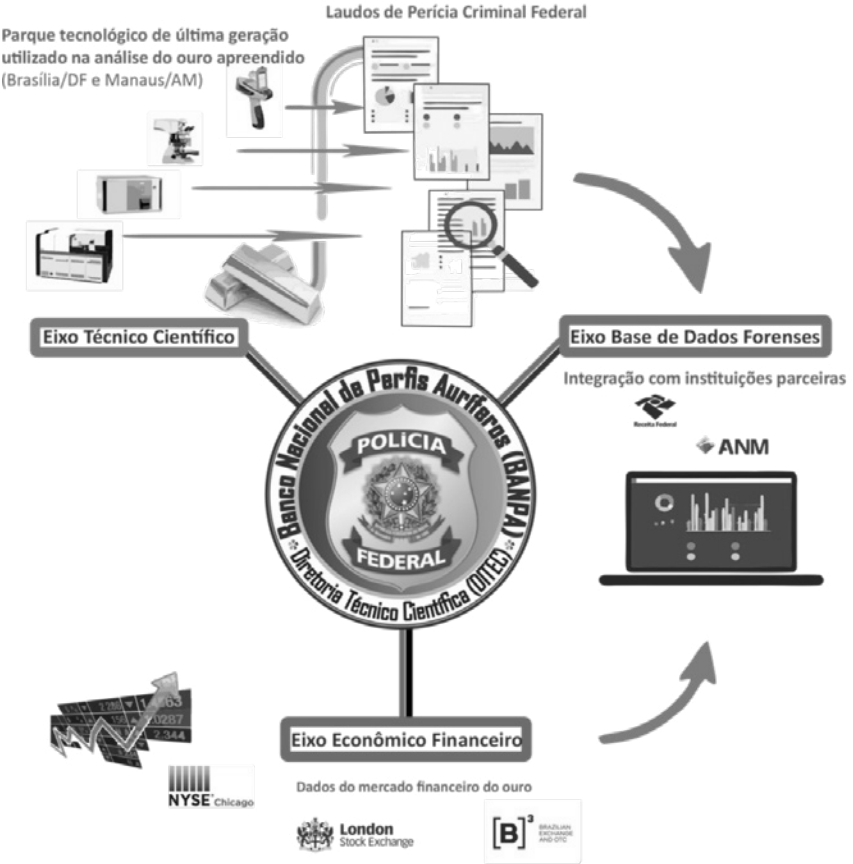 Laudos de Perícia Criminal Federal
Parque tecnológico de última geração
utilizado na análise do ouro apreendido
(Brasília/DF e Manaus/AM)
Eixo Técnico Científico
Eixo Base de Dados Forenses
Integração com instituições parceiras
Receita Federal
ANM
Banco Nacional de Perfis Auríferos (BANPA)
POLÍCIA
FEDERAL
* Diretoria Técnico Científica (DITEC) *
Eixo Econômico Financeiro
Dados do mercado financeiro do ouro
2.344
NYSE Chicago
London
Stock Exchange
[B]³
BRAZILIAN
EXCHANGE
AND OTC